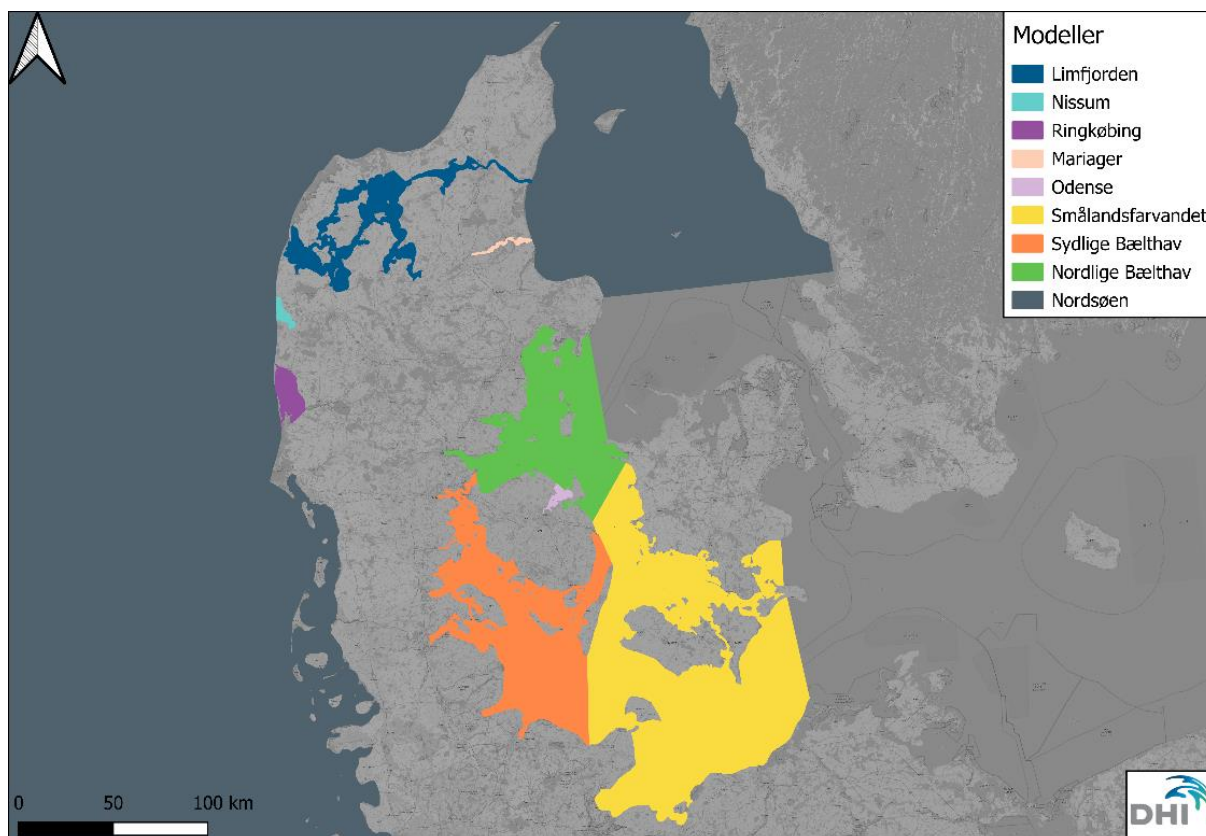 Modeller
Limfjorden
Nissum
Ringkøbing
Mariager
Odense
Smålandsfarvandet
Sydlige Bælthav
Nordlige Bælthav
Nordsøen
0 50 100 km
DHI